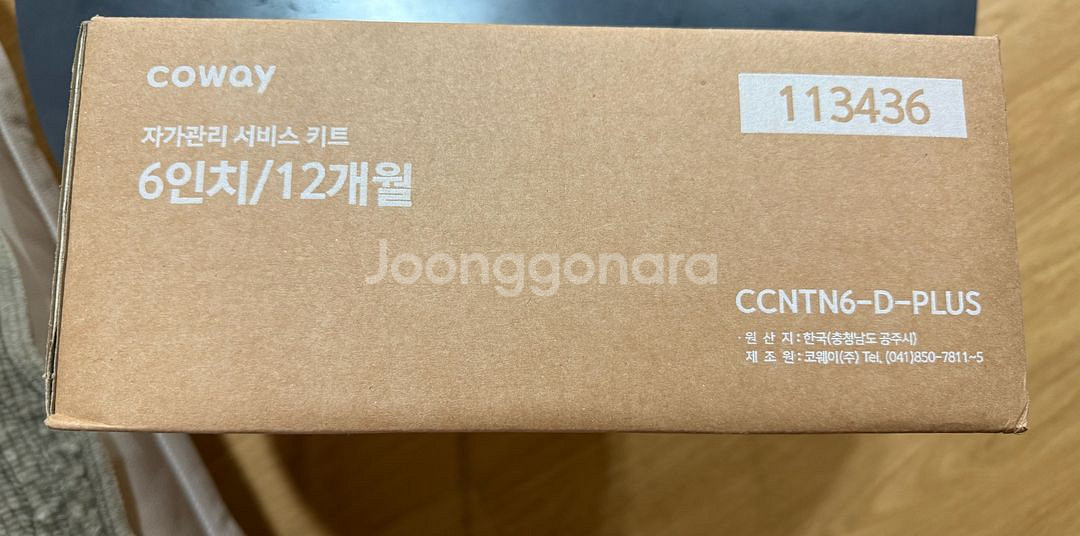 coway
113436
자가관리 서비스 키트
6인치/12개월
Joonggonara
CCNTN6-D-PLUS
· 원 산 지 : 한국(충청남도 공주시)
제 조 원 : 코웨이(주) Tel. (041)850-7811~5